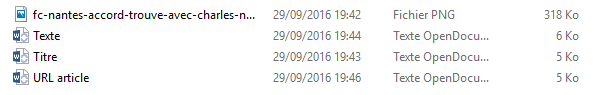 fc-nantes-accord-trouve-avec-charles-n... 29/09/2016 19:42 Fichier PNG 318 Ko
Texte 29/09/2016 19:44 Texte OpenDocu... 6 Ko
Titre 29/09/2016 19:43 Texte OpenDocu... 5 Ko
URL article 29/09/2016 19:46 Texte OpenDocu... 5 Ko